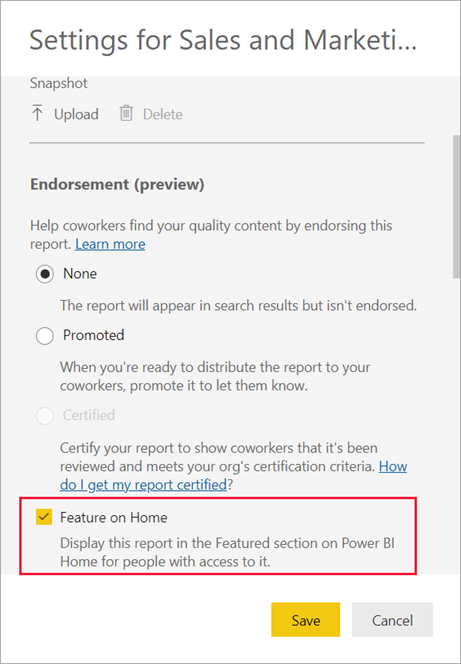 Settings for Sales and Marketi...
Snapshot
Upload Delete
Endorsement (preview)
Help coworkers find your quality content by endorsing this
report. Learn more
None
The report will appear in search results but isn't endorsed.
Promoted
When you're ready to distribute the report to your
coworkers, promote it to let them know.
Certified
Certify your report to show coworkers that it's been
reviewed and meets your org's certification criteria. How
do I get my report certified?
Feature on Home
Display this report in the Featured section on Power BI
Home for people with access to it.
Save Cancel